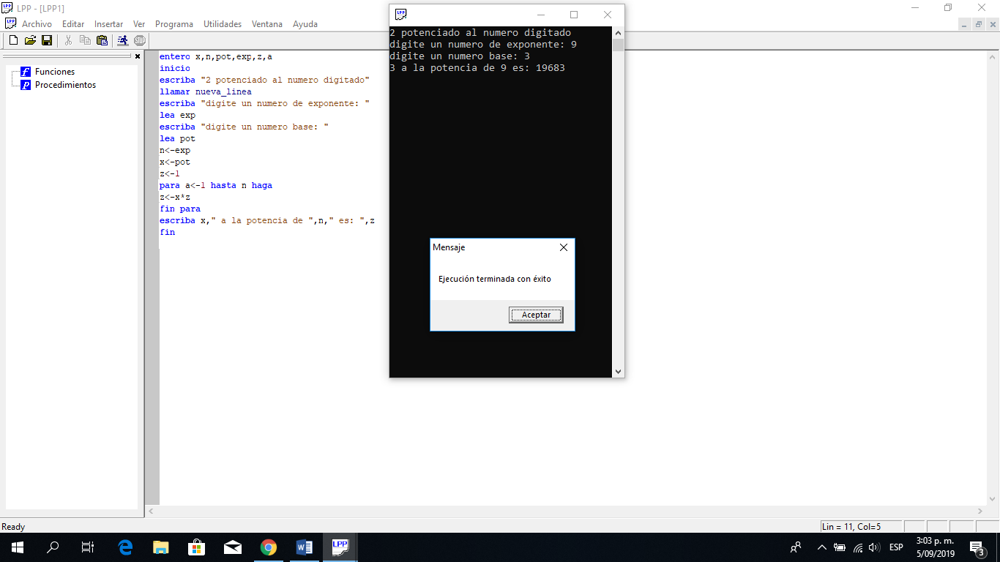 LPP - [LPP1]
Archivo Editar Insertar Ver Programa Utilidades Ventana Ayuda
Funciones
Procedimientos
entero x,n,pot,exp,z,a
inicio
escriba "2 potenciado al numero digitado"
llamar nueva_linea
escriba "digite un numero de exponente: "
lea exp
escriba "digite un numero base: "
lea pot
n<-exp
x<-pot
z<-1
para a<-1 hasta n haga
z<-x*z
fin para
escriba x," a la potencia de ",n," es: ",z
fin
2 potenciado al numero digitado
digite un numero de exponente: 9
digite un numero base: 3
3 a la potencia de 9 es: 19683
Mensaje
Ejecución terminada con éxito
Aceptar
Ready
Lin = 11, Col=5
LPP
ESP
3:03 p. m.
5/09/2019
3